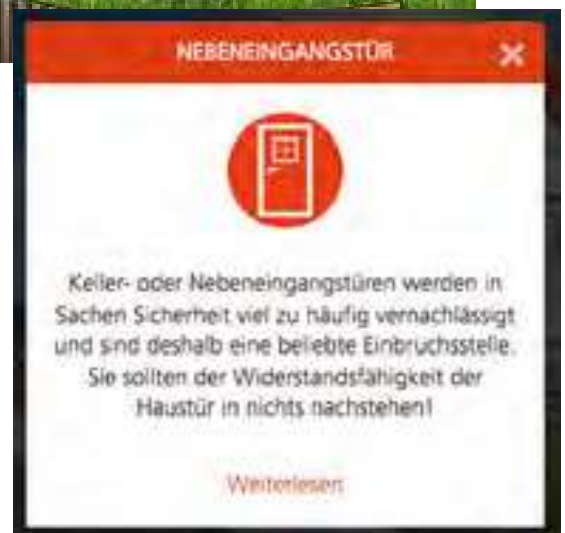 NEBENEINGANGSTÜR
Keller- oder Nebeneingangstüren werden in
Sachen Sicherheit viel zu häufig vernachlässigt
und sind deshalb eine beliebte Einbruchsstelle.
Sie sollten der Widerstandsfähigkeit der
Haustür in nichts nachstehen!
Weiterlesen